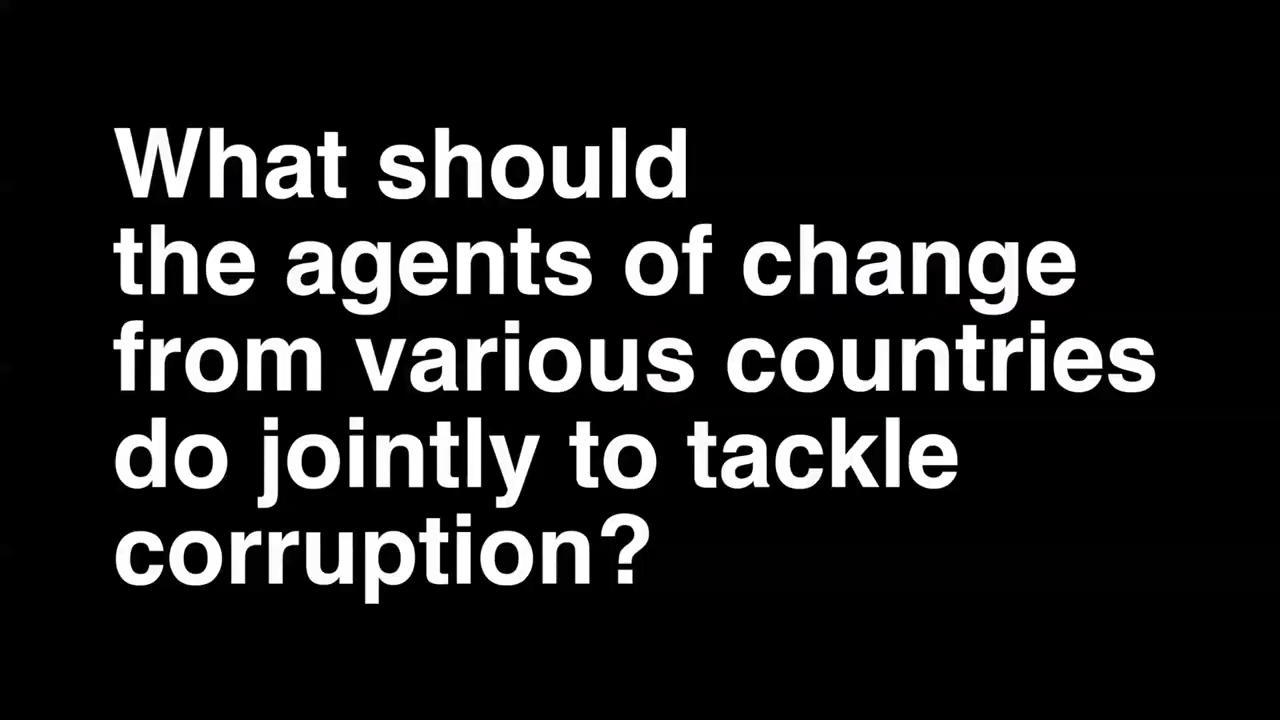 What should
the agents of change
from various countries
do jointly to tackle
corruption?